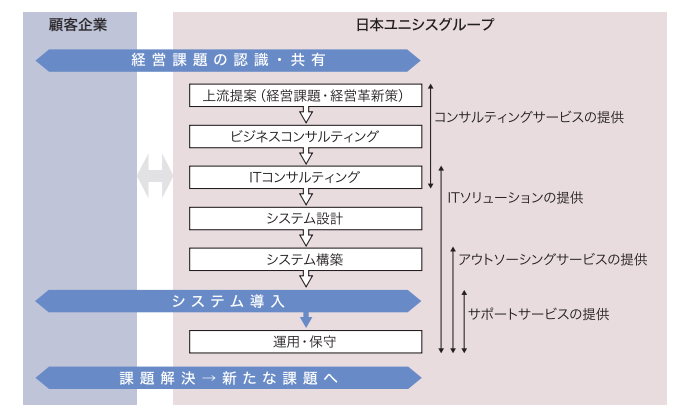 顧客企業
日本ユニシスグループ
経営課題の認識・共有
上流提案（経営課題・経営革新策）
コンサルティングサービスの提供
ビジネスコンサルティング
ITコンサルティング
ITソリューションの提供
システム設計
システム構築
アウトソーシングサービスの提供
システム導入
サポートサービスの提供
運用・保守
課題解決→新たな課題へ